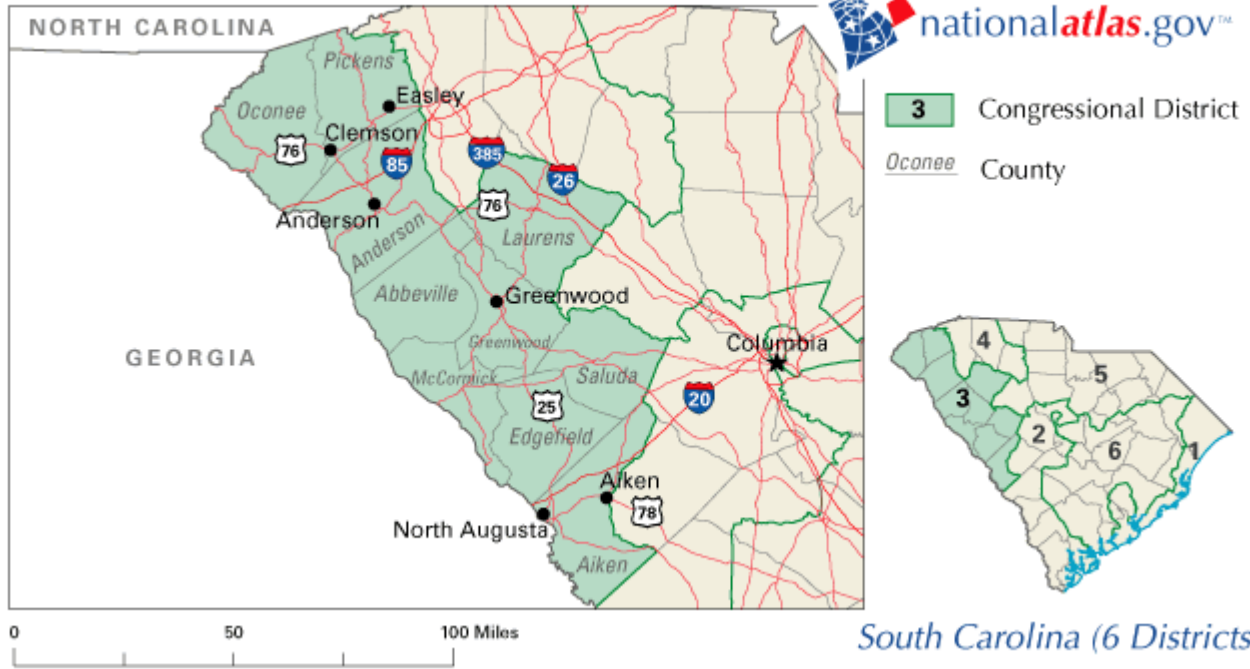 NORTH CAROLINA
nationalatlas.gov™
Pickens
Easley
Oconee
3 Congressional District
Clemson
76
85
385
26
Oconee County
76
Anderson
Anderson
Laurens
Abbeville
Greenwood
GEORGIA
Greenwood
Columbia
McCormick
Saluda
20
25
Edgefield
Aiken
78
North Augusta
Aiken
4
5
3
2
6
1
0 50 100 Miles
South Carolina (6 Districts